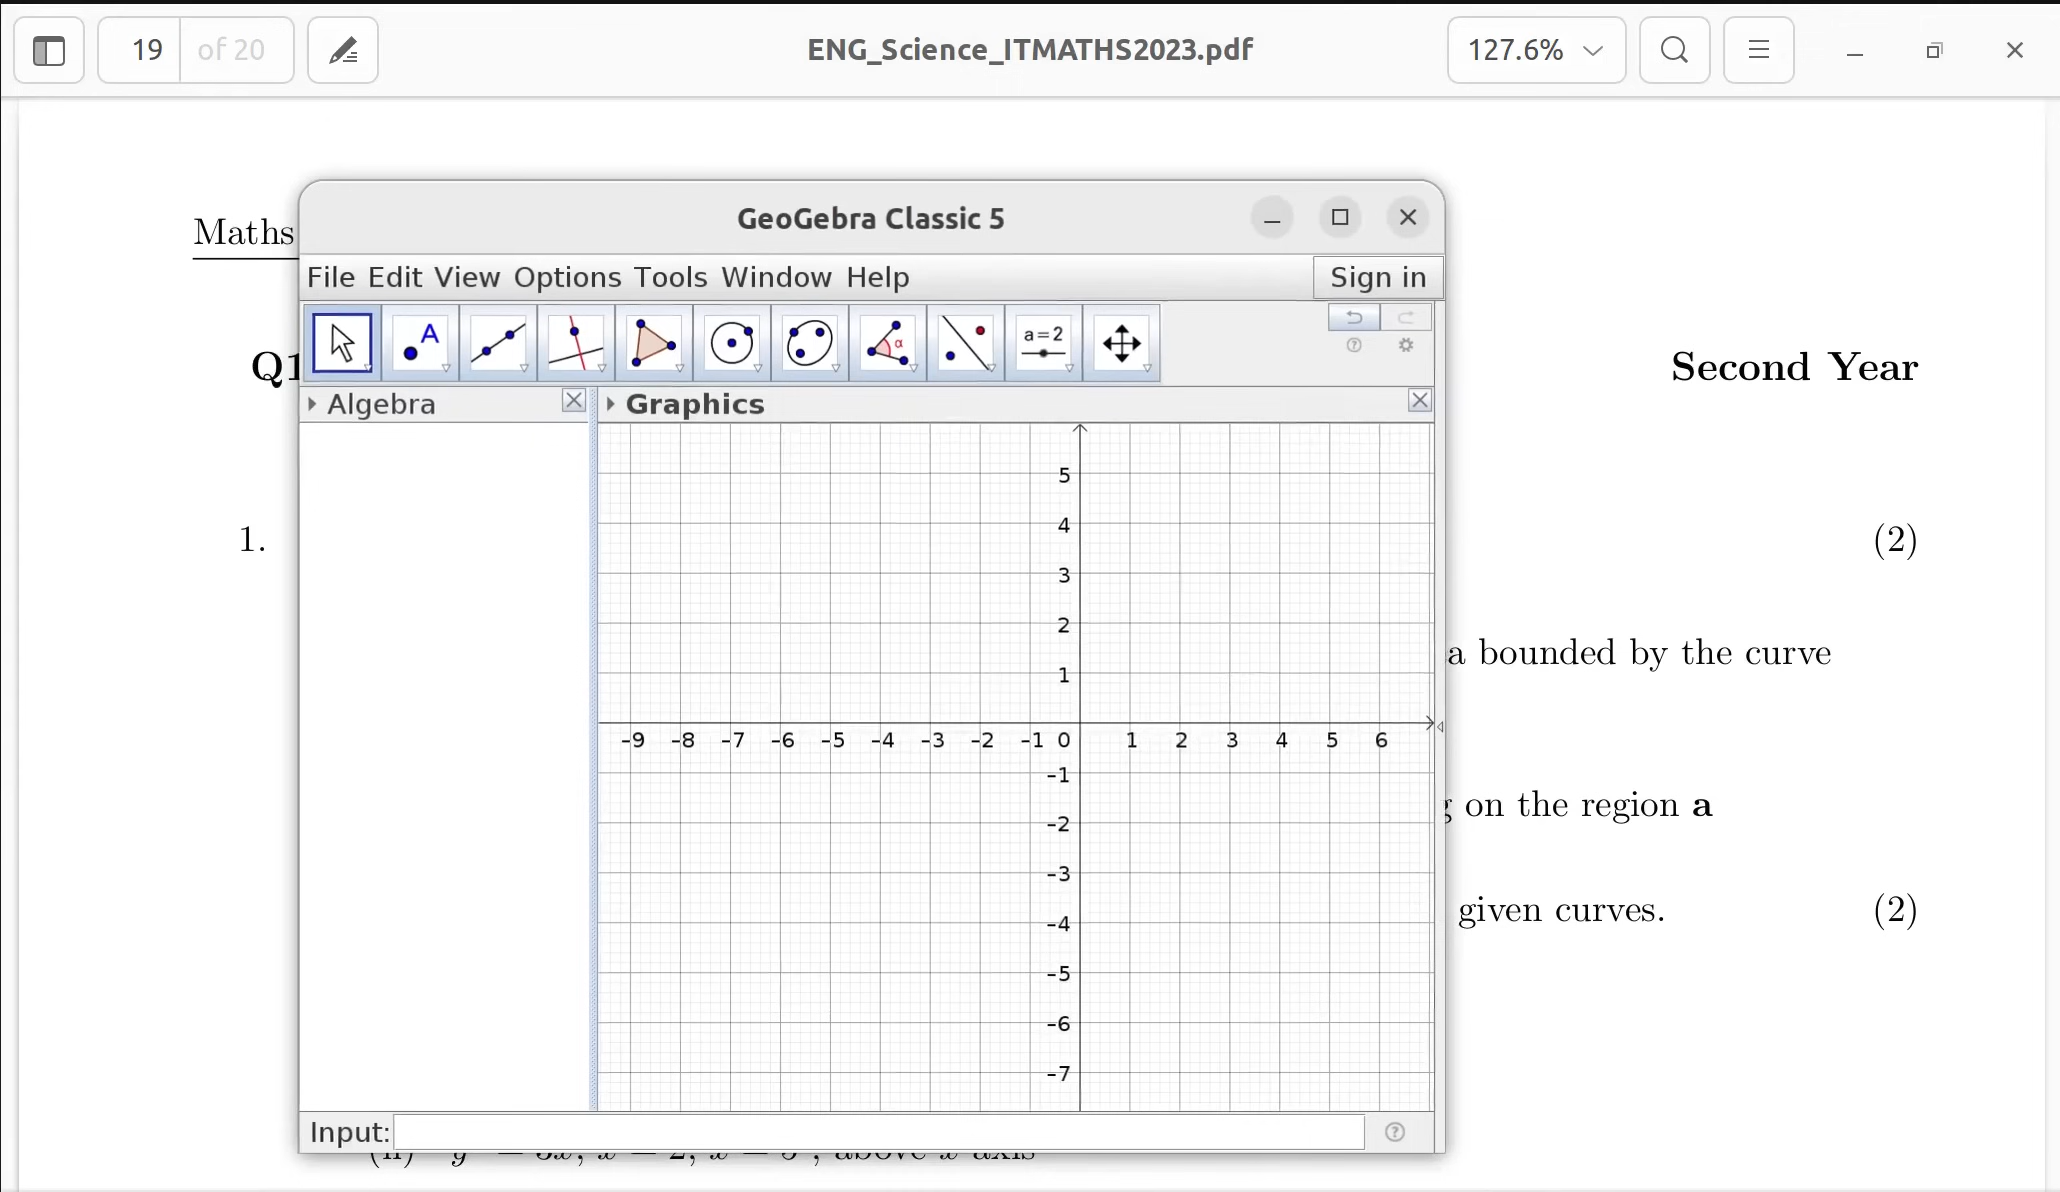 19 of 20
ENG_Science_ITMATHS2023.pdf
127.6%
Maths
GeoGebra Classic 5
File Edit View Options Tools Window Help
Sign in
A
α
a=2
Q1
Second Year
Algebra
Graphics
5
4
1.
(2)
3
2
a bounded by the curve
1
-9 -8 -7 -6 -5 -4 -3 -2 -1 0 1 2 3 4 5 6
-1
on the region a
-2
-3
given curves.
(2)
-4
-5
-6
-7
Input:
above x axis